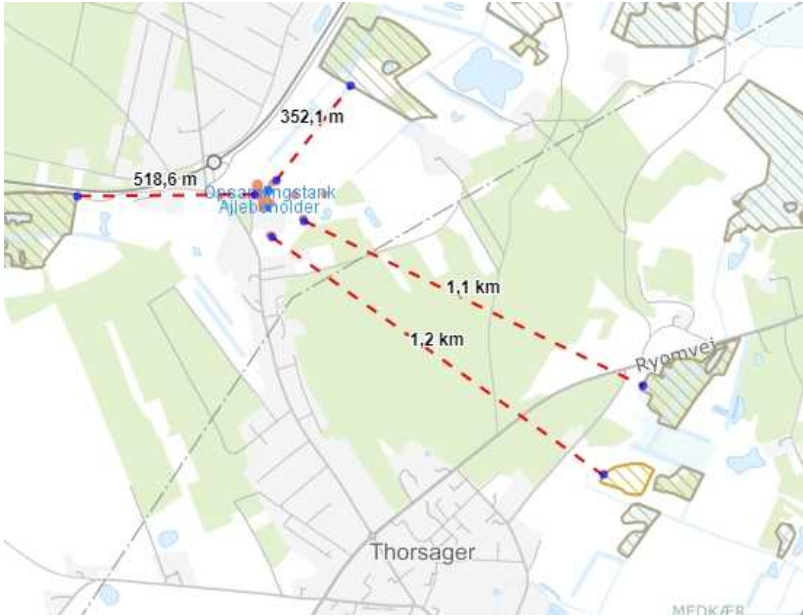 352,1 m
518,6 m
Opsamlingstank
Ajlebeholder
1,1 km
1,2 km
Ryomvej
Thorsager
MEDKÆR